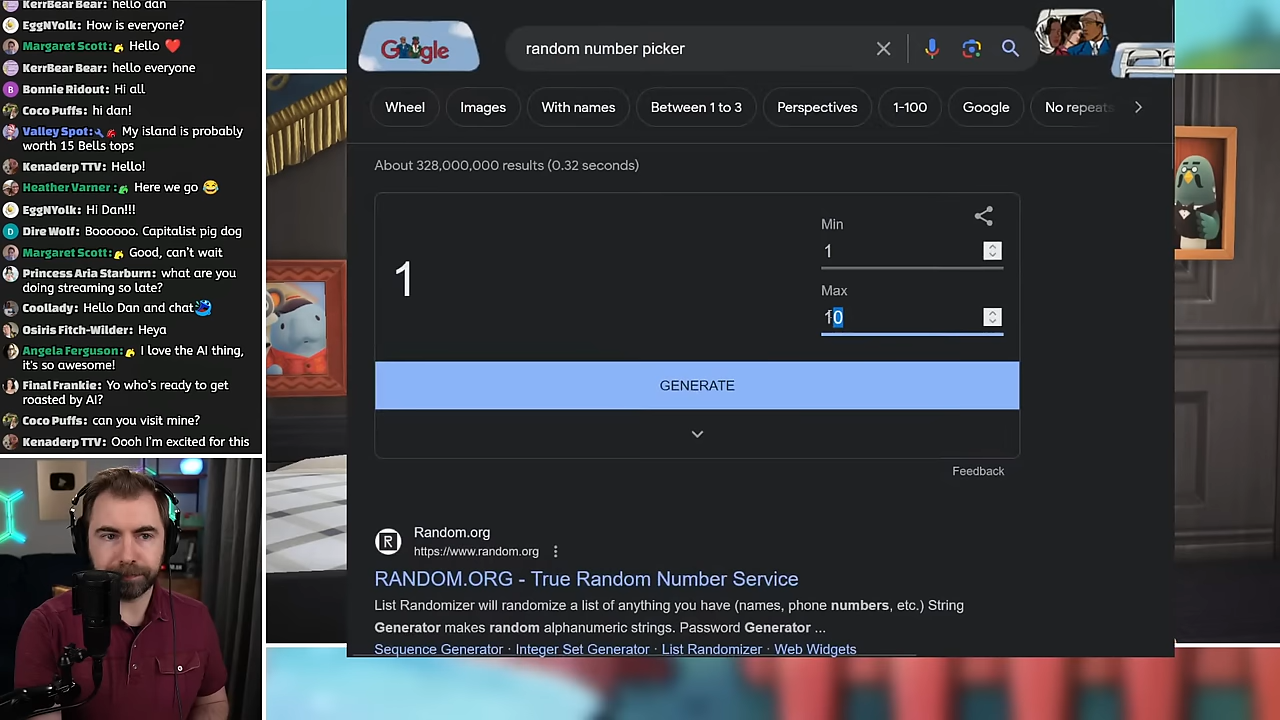 KerrBear Bear: hello dan
EggNYolk: How is everyone?
Margaret Scott: Hello ❤️
KerrBear Bear: hello everyone
B Bonnie Ridout: Hi all
Coco Puffs: hi dan!
Valley Spot: My island is probably
worth 15 Bells tops
Kenaderp TTV: Hello!
Heather Varner: Here we go 😂
EggNYolk: Hi Dan!!!
D Dire Wolf: Boooooo. Capitalist pig dog
Margaret Scott: Good, can't wait
Princess Aria Starburn: what are you
doing streaming so late?
Coollady: Hello Dan and chat
Osiris Fitch-Wilder: Heya
Angela Ferguson: I love the AI thing,
it's so awesome!
Final Frankie: Yo who's ready to get
roasted by AI?
Coco Puffs: can you visit mine?
Kenaderp TTV: Oooh I'm excited for this
Google
random number picker
Wheel Images With names Between 1 to 3 Perspectives 1-100 Google No repeats
About 328,000,000 results (0.32 seconds)
1
Min
1
Max
10
GENERATE
Feedback
R
Random.org
https://www.random.org
RANDOM.ORG - True Random Number Service
List Randomizer will randomize a list of anything you have (names, phone numbers, etc.) String
Generator makes random alphanumeric strings. Password Generator ...
Sequence Generator · Integer Set Generator · List Randomizer · Web Widgets